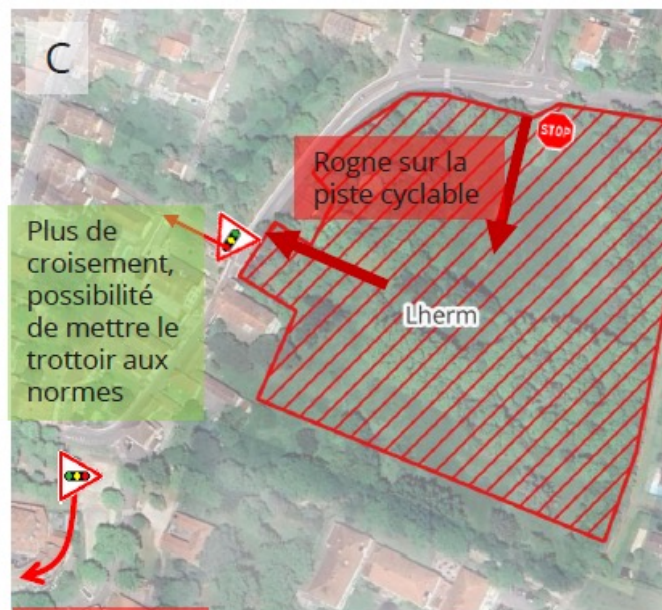 C
STOP
Rogne sur la
piste cyclable
Plus de
croisement,
possibilité
de mettre le
trottoir aux
normes
Lherm